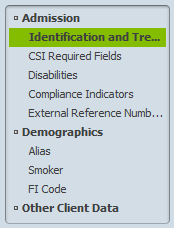 Admission
Identification and Tre...
CSI Required Fields
Disabilities
Compliance Indicators
External Reference Numb...
Demographics
Alias
Smoker
FI Code
Other Client Data